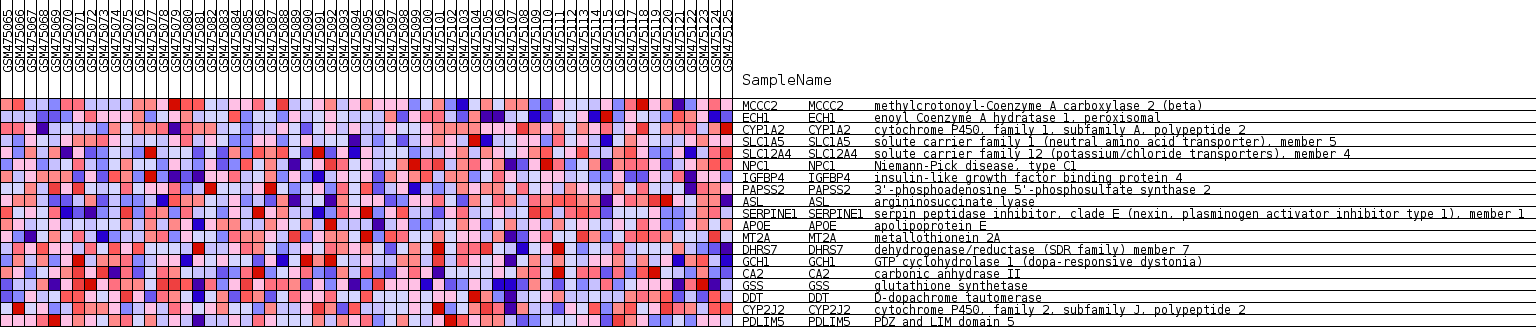 GSM475065 GSM475066 GSM475067 GSM475068 GSM475069 GSM475070 GSM475071 GSM475072 GSM475073 GSM475074 GSM475075 GSM475076 GSM475077 GSM475078 GSM475079 GSM475080 GSM475081 GSM475082 GSM475083 GSM475084 GSM475085 GSM475086 GSM475087 GSM475088 GSM475089 GSM475090 GSM475091 GSM475092 GSM475093 GSM475094 GSM475095 GSM475096 GSM475097 GSM475098 GSM475099 GSM475100 GSM475101 GSM475102 GSM475103 GSM475104 GSM475105 GSM475106 GSM475107 GSM475108 GSM475109 GSM475110 GSM475111 GSM475112 GSM475113 GSM475114 GSM475115 GSM475116 GSM475117 GSM475118 GSM475119 GSM475120 GSM475121 GSM475122 GSM475123 GSM475124 GSM475125
SampleName
MCCC2 MCCC2 methylcrotonoyl-Coenzyme A carboxylase 2 (beta)
ECH1 ECH1 enoyl Coenzyme A hydratase 1, peroxisomal
CYP1A2 CYP1A2 cytochrome P450, family 1, subfamily A, polypeptide 2
SLC1A5 SLC1A5 solute carrier family 1 (neutral amino acid transporter), member 5
SLC12A4 SLC12A4 solute carrier family 12 (potassium/chloride transporters), member 4
NPC1 NPC1 Niemann-Pick disease, type C1
IGFBP4 IGFBP4 insulin-like growth factor binding protein 4
PAPSS2 PAPSS2 3'-phosphoadenosine 5'-phosphosulfate synthase 2
ASL ASL argininosuccinate lyase
SERPINE1 SERPINE1 serpin peptidase inhibitor, clade E (nexin, plasminogen activator inhibitor type 1), member 1
APOE APOE apolipoprotein E
MT2A MT2A metallothionein 2A
DHRS7 DHRS7 dehydrogenase/reductase (SDR family) member 7
GCH1 GCH1 GTP cyclohydrolase 1 (dopa-responsive dystonia)
CA2 CA2 carbonic anhydrase II
GSS GSS glutathione synthetase
DDT DDT D-dopachrome tautomerase
CYP2J2 CYP2J2 cytochrome P450, family 2, subfamily J, polypeptide 2
PDLIM5 PDLIM5 PDZ and LIM domain 5